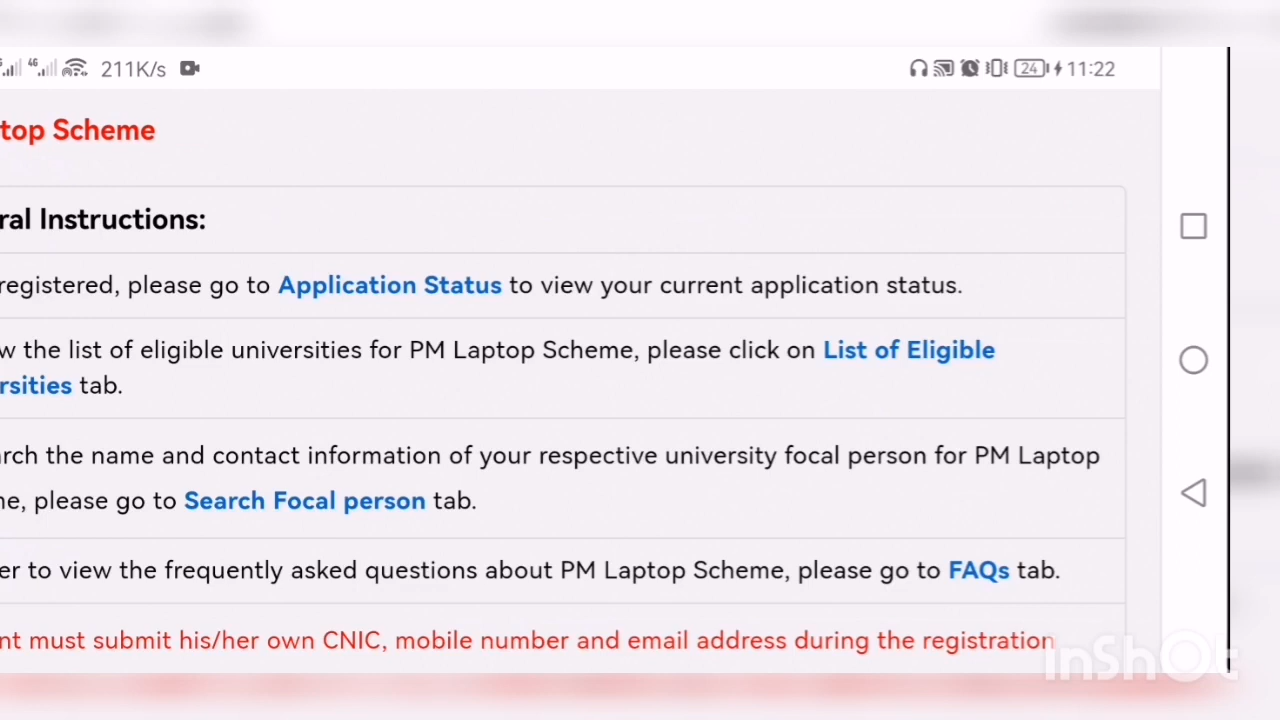 4G 211K/s 24 11:22
top Scheme
ral Instructions:
registered, please go to Application Status to view your current application status.
w the list of eligible universities for PM Laptop Scheme, please click on List of Eligible
rsities tab.
rch the name and contact information of your respective university focal person for PM Laptop
ne, please go to Search Focal person tab.
er to view the frequently asked questions about PM Laptop Scheme, please go to FAQs tab.
nt must submit his/her own CNIC, mobile number and email address during the registration
InShOt